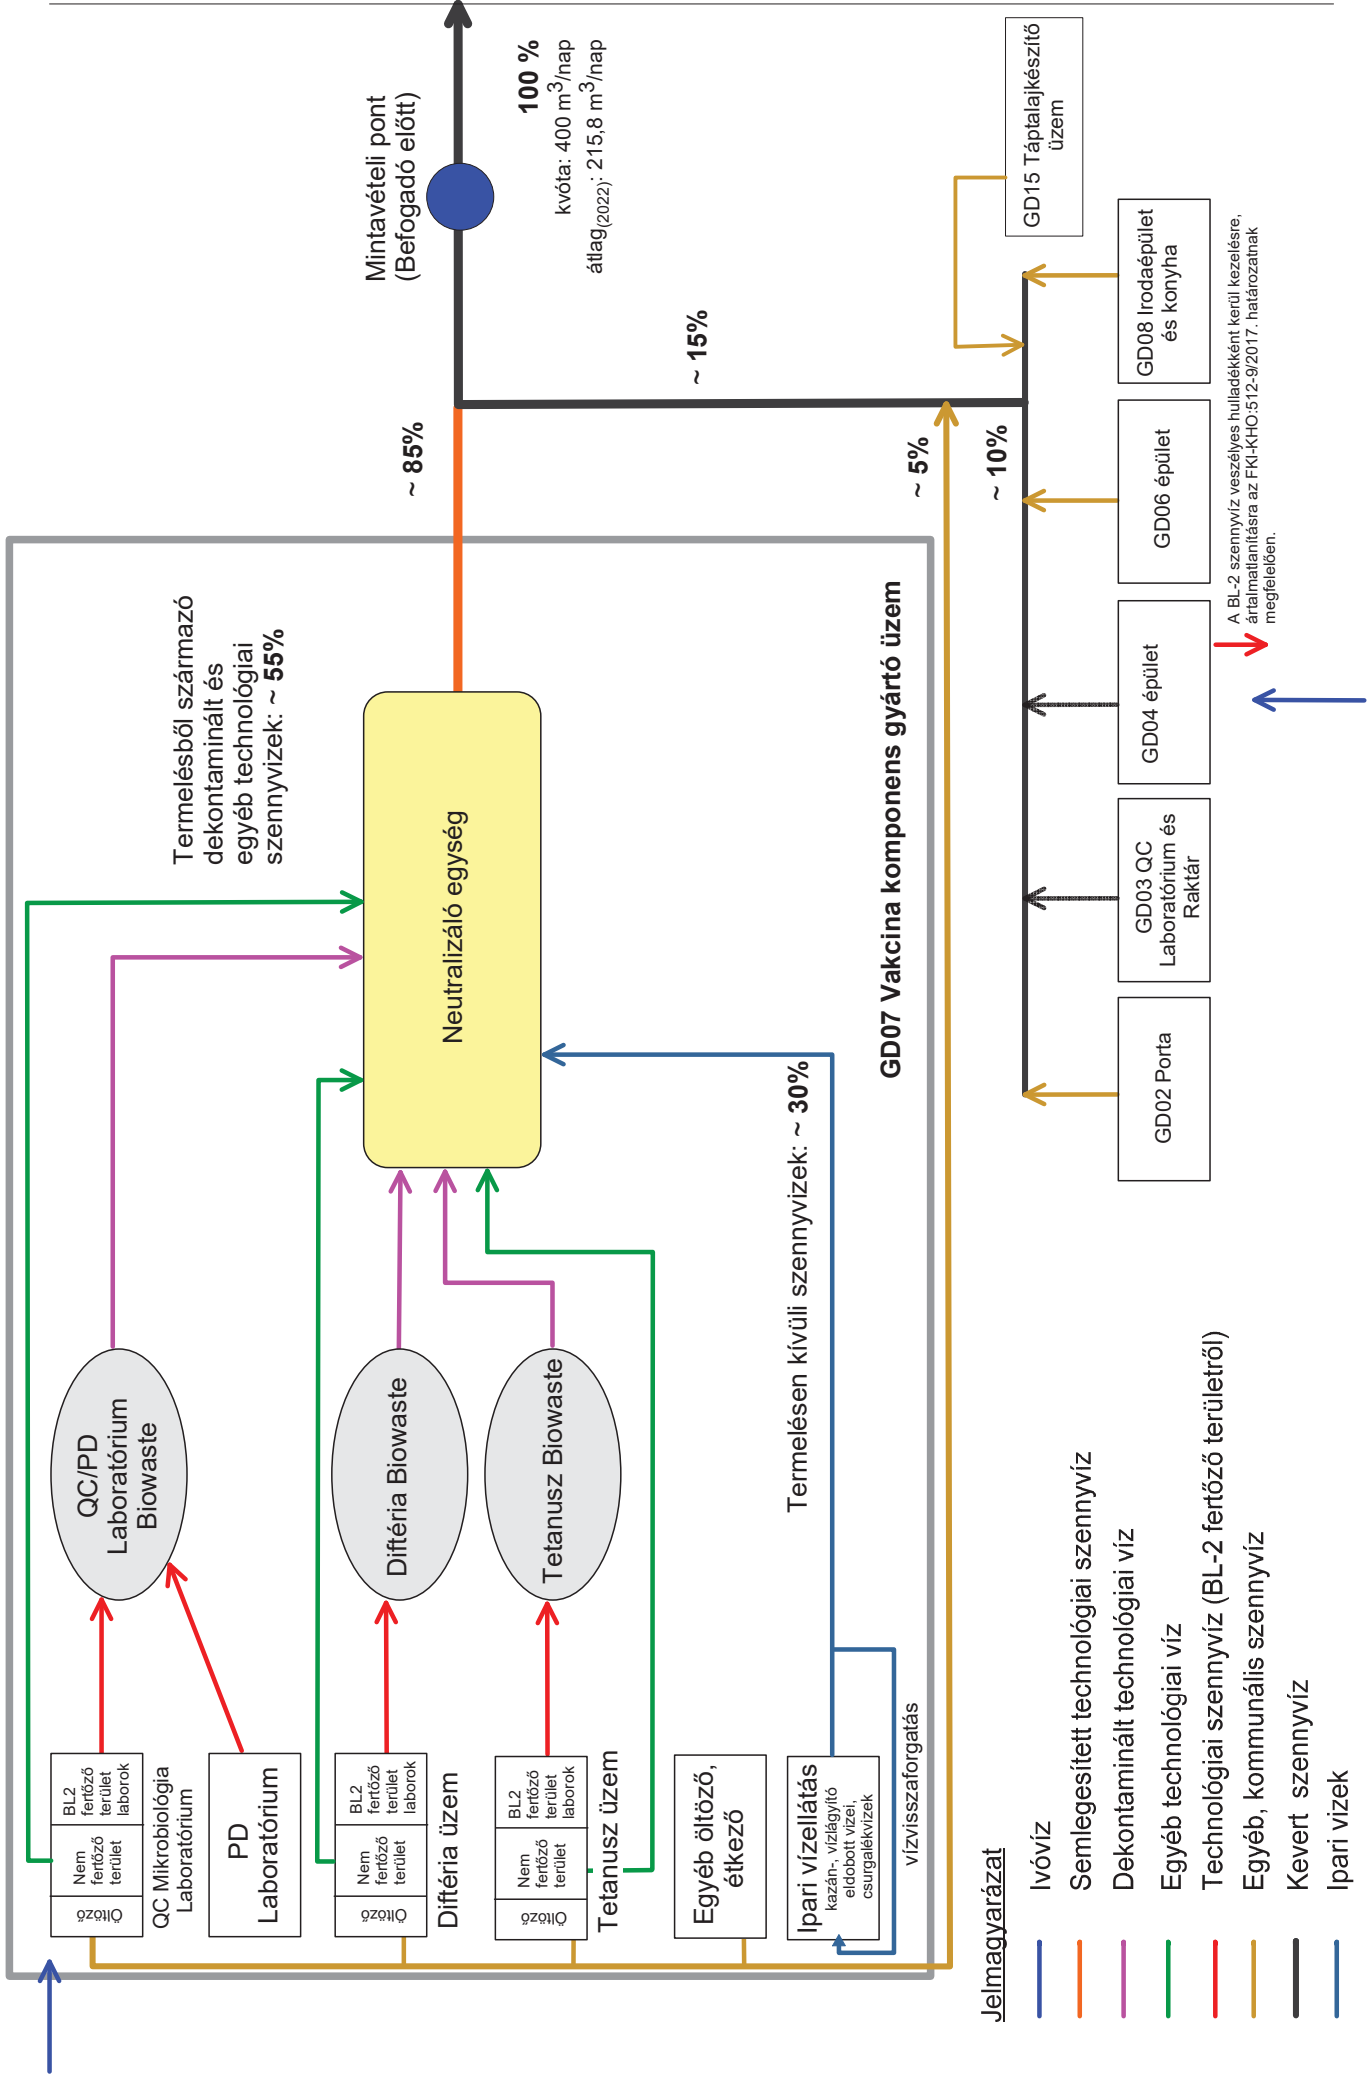 QC/PD
Laboratórium
Biowaste
Diftéria Biowaste
Tetanusz Biowaste
Öltöző
Nem
fertőző
terület
BL2
fertőző
terület
laborok
QC Mikrobiológia
Laboratórium
PD
Laboratórium
Öltöző
Nem
fertőző
terület
BL2
fertőző
terület
laborok
Diftéria üzem
Öltöző
Nem
fertőző
terület
BL2
fertőző
terület
laborok
Tetanusz üzem
Egyéb öltöző,
étkező
Ipari vízellátás
kazán-, vízlágyító
eldobott vizei,
csurgalékvizek
vízvisszaforgatás
Termelésen kívüli szennyvizek: ~ 30%
Termelésből származó
dekontaminált és
egyéb technológiai
szennyvizek: ~ 55%
Neutralizáló egység
GD07 Vakcina komponens gyártó üzem
~ 85%
Mintavételi pont
(Befogadó előtt)
100 %
kvóta: 400 m3/nap
átlag(2022): 215,8 m3/nap
~ 15%
~ 5%
~ 10%
GD02 Porta
GD03 QC
Laboratórium és
Raktár
GD04 épület
GD06 épület
GD08 Irodaépület
és konyha
GD15 Táptalajkészítő
üzem
A BL-2 szennyvíz veszélyes hulladékként kerül kezelésre,
ártalmatlanításra az FKI-KHO:512-9/2017. határozatnak
megfelelően.
Jelmagyarázat
Ivóvíz
Semlegesített technológiai szennyvíz
Dekontaminált technológiai víz
Egyéb technológiai víz
Technológiai szennyvíz (BL-2 fertőző területről)
Egyéb, kommunális szennyvíz
Kevert szennyvíz
Ipari vizek